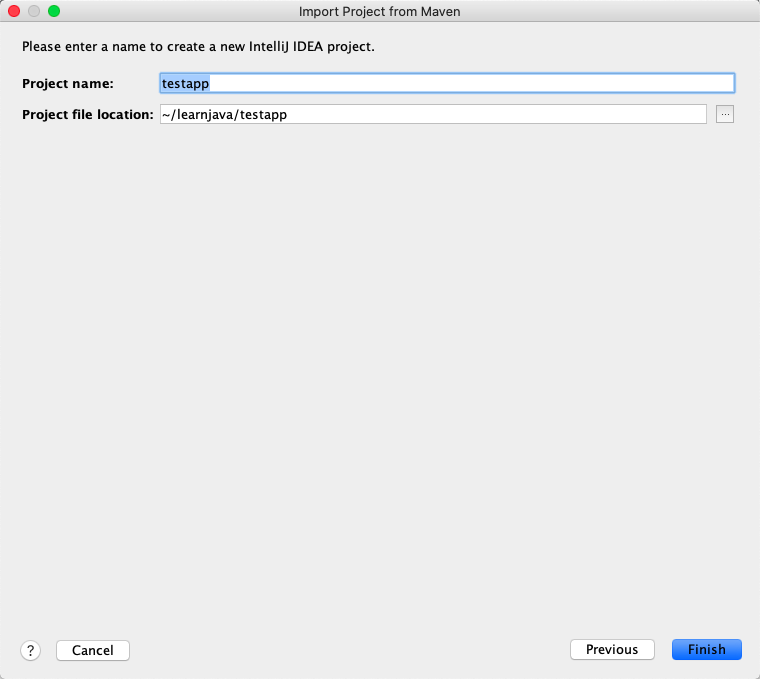 Import Project from Maven
Please enter a name to create a new IntelliJ IDEA project.
Project name: testapp
Project file location: ~/learnjava/testapp ...
? Cancel Previous Finish